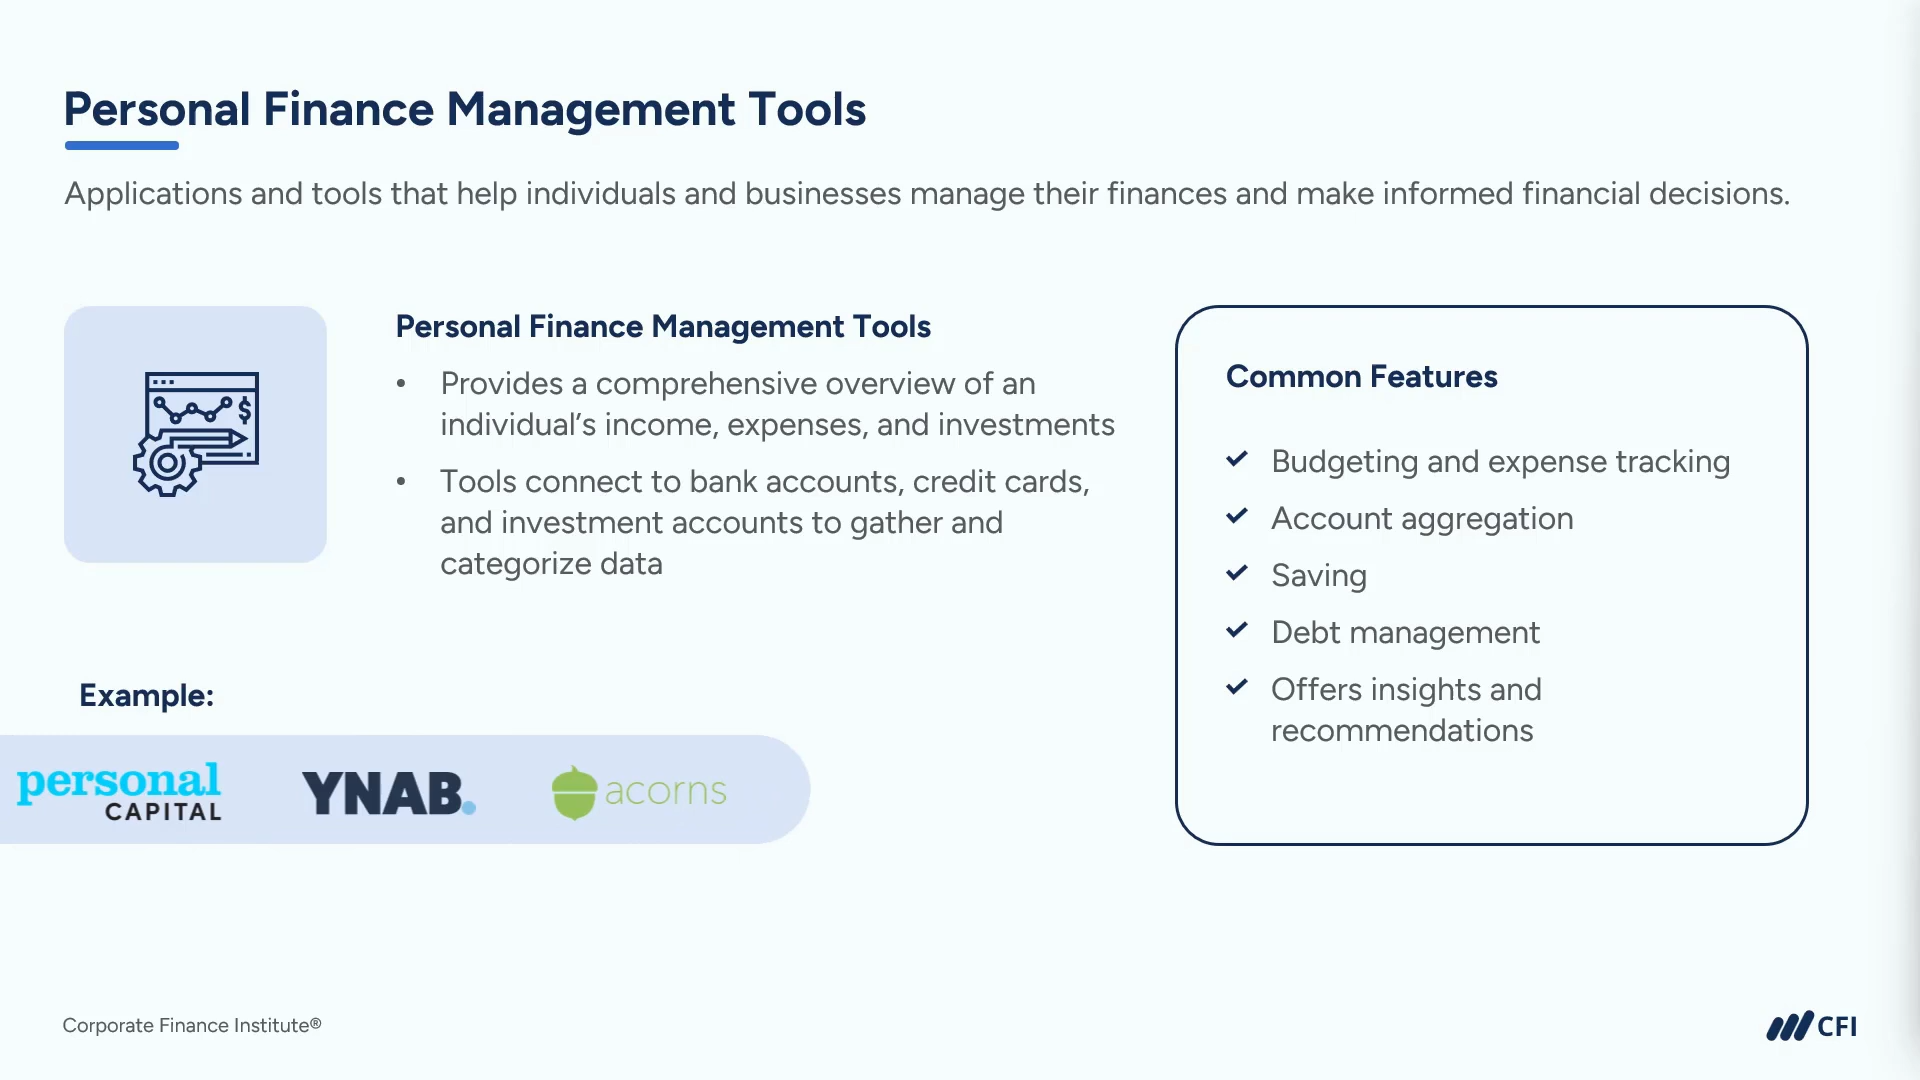 Personal Finance Management Tools
Applications and tools that help individuals and businesses manage their finances and make informed financial decisions.
$
Personal Finance Management Tools
• Provides a comprehensive overview of an
individual’s income, expenses, and investments
• Tools connect to bank accounts, credit cards,
and investment accounts to gather and
categorize data
Example:
personal
CAPITAL
YNAB.
acorns
Common Features
Budgeting and expense tracking
Account aggregation
Saving
Debt management
Offers insights and
recommendations
Corporate Finance Institute®
CFI